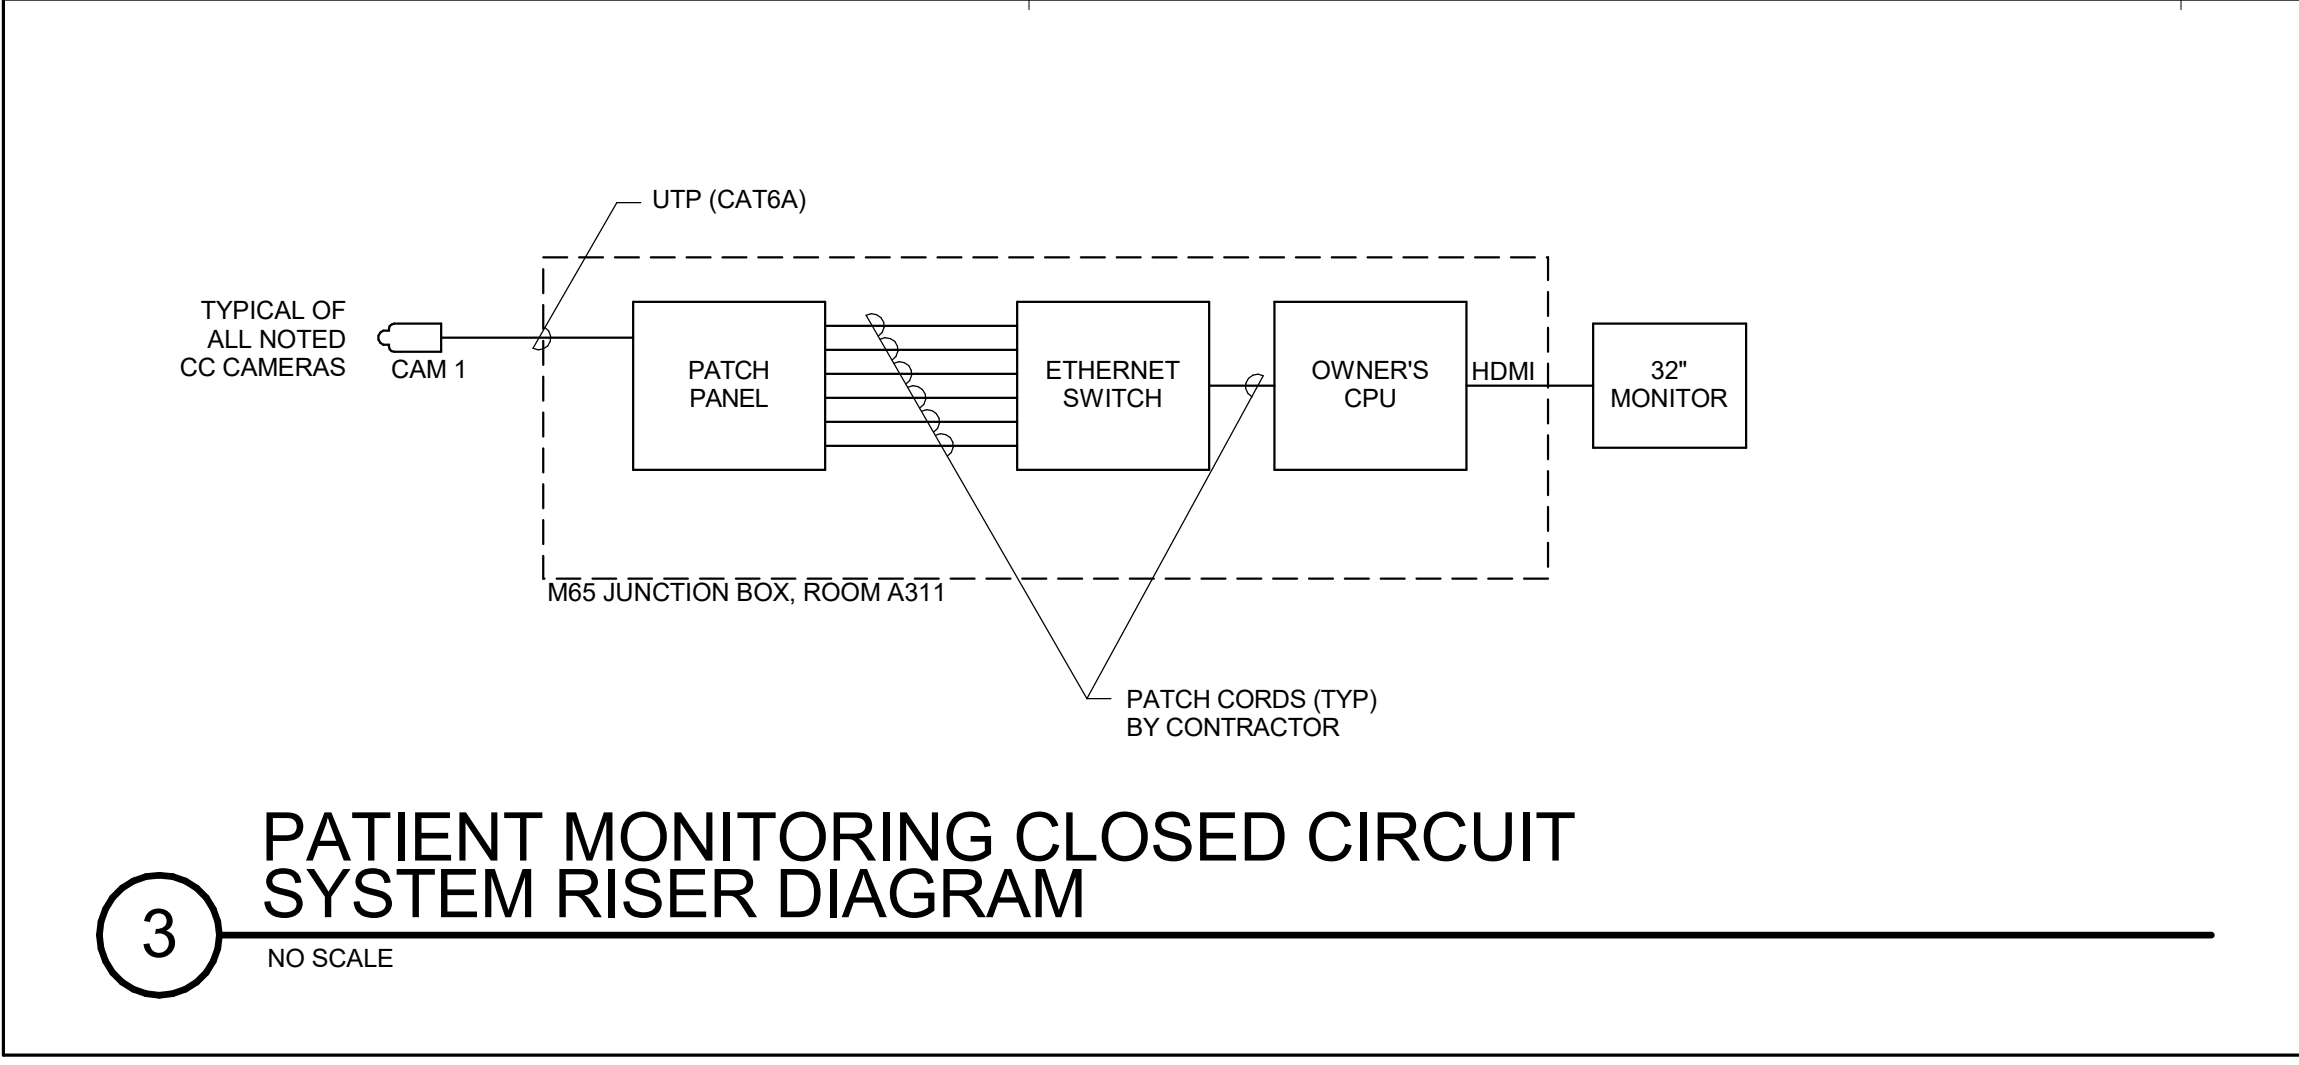 UTP (CAT6A)
TYPICAL OF
ALL NOTED
CC CAMERAS
CAM 1
PATCH
PANEL
ETHERNET
SWITCH
OWNER'S
CPU
HDMI
32"
MONITOR
M65 JUNCTION BOX, ROOM A311
PATCH CORDS (TYP)
BY CONTRACTOR
3
PATIENT MONITORING CLOSED CIRCUIT
SYSTEM RISER DIAGRAM
NO SCALE